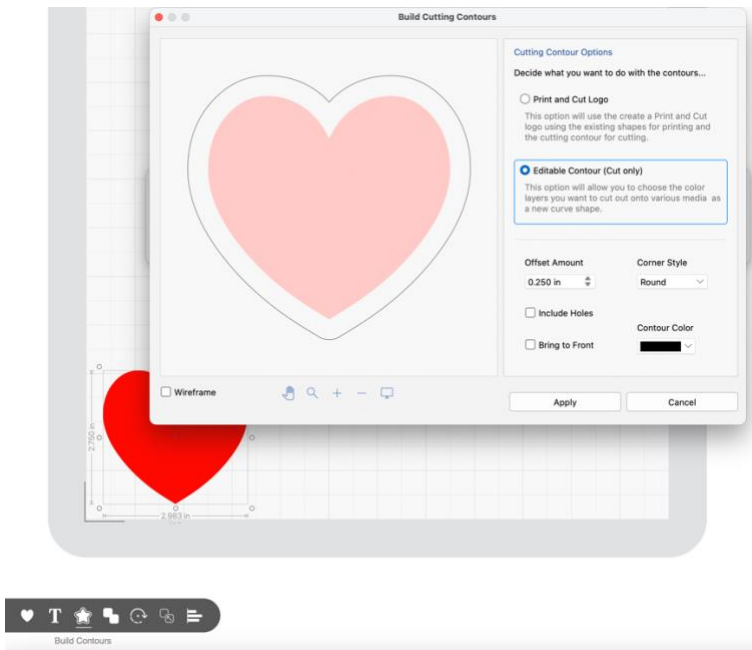 Build Cutting Contours
Cutting Contour Options
Decide what you want to do with the contours...
Print and Cut Logo
This option will use the create a Print and Cut
logo using the existing shapes for printing and
the cutting contour for cutting.
Editable Contour (Cut only)
This option will allow you to choose the color
layers you want to cut out onto various media as
a new curve shape.
Offset Amount
Corner Style
0.250 in
Round
Include Holes
Contour Color
Bring to Front
Wireframe
Apply
Cancel
2.750 in
2.983 in
T
Build Contours